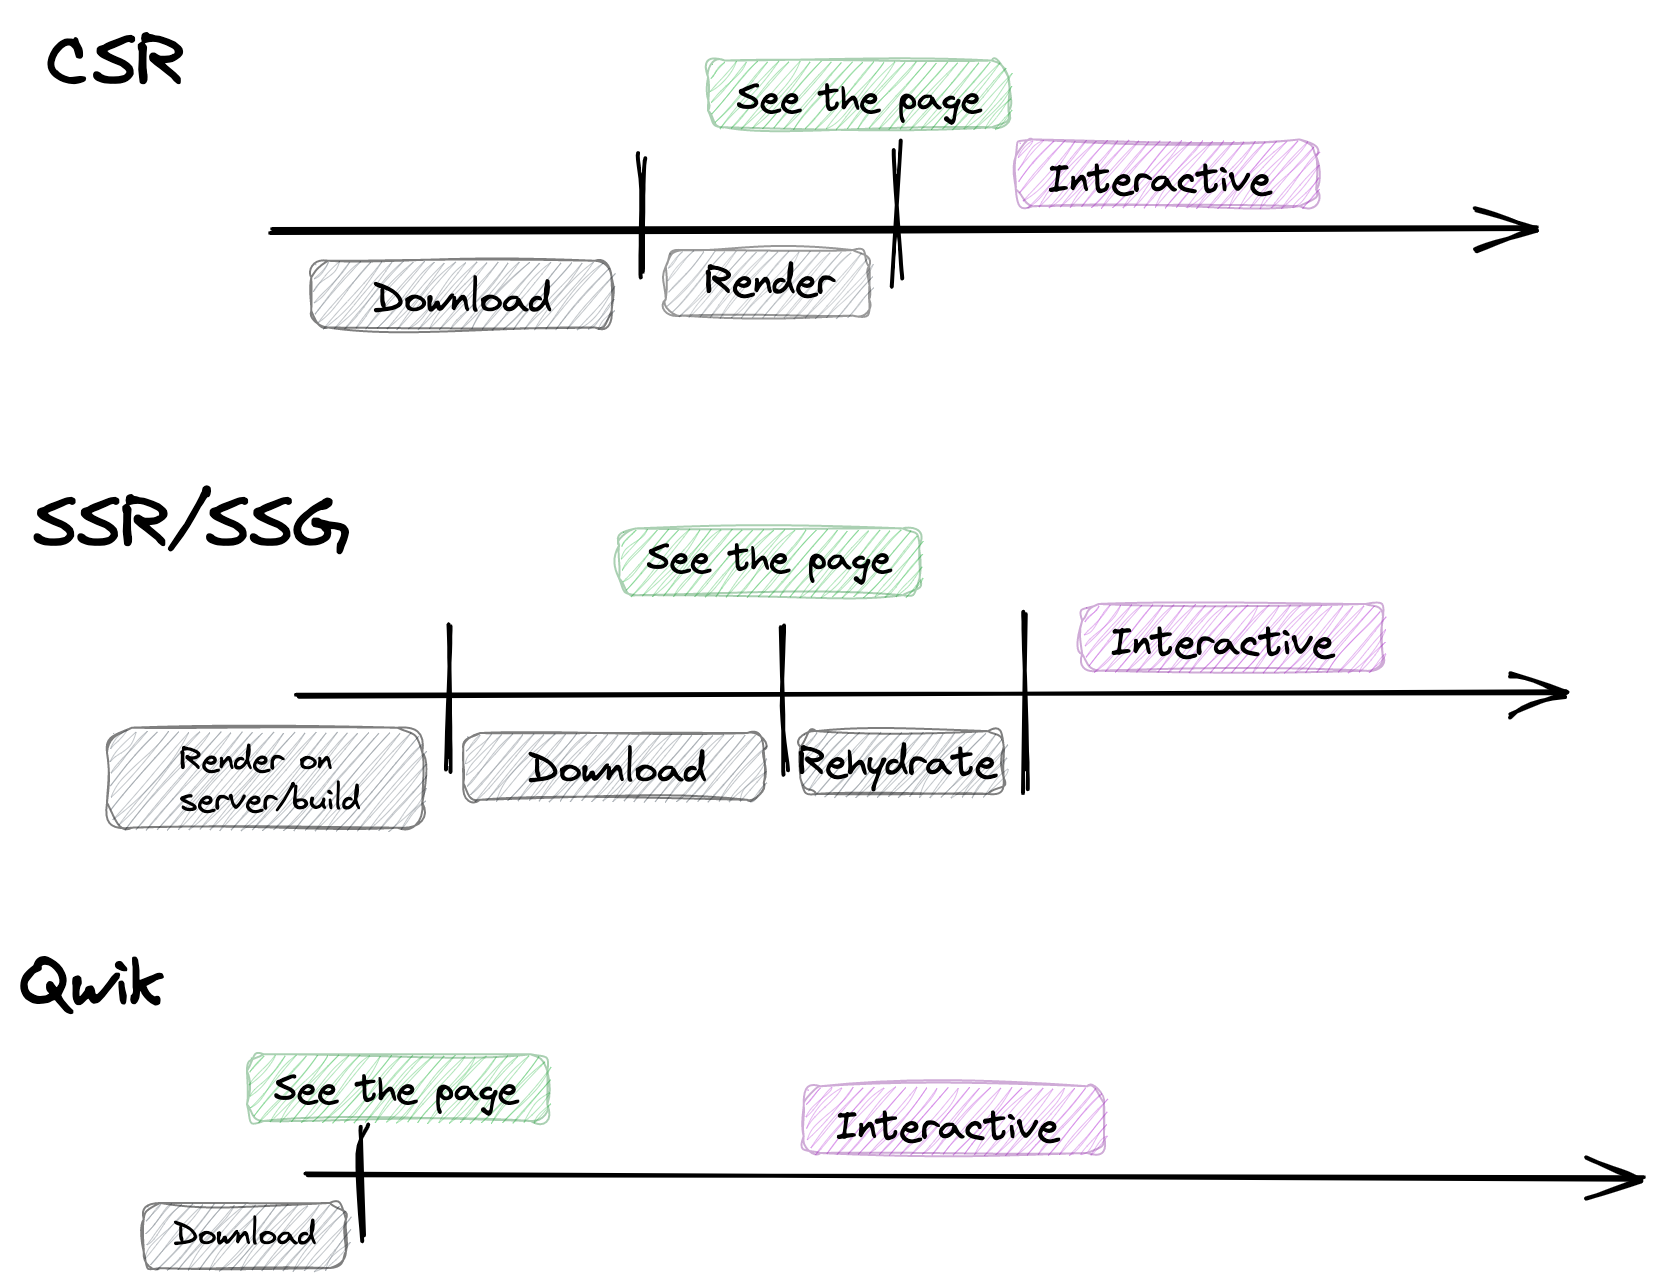 CSR
See the page
Interactive
Download
Render
SSR/SSG
See the page
Interactive
Render on
server/build
Download
Rehydrate
Qwik
See the page
Interactive
Download